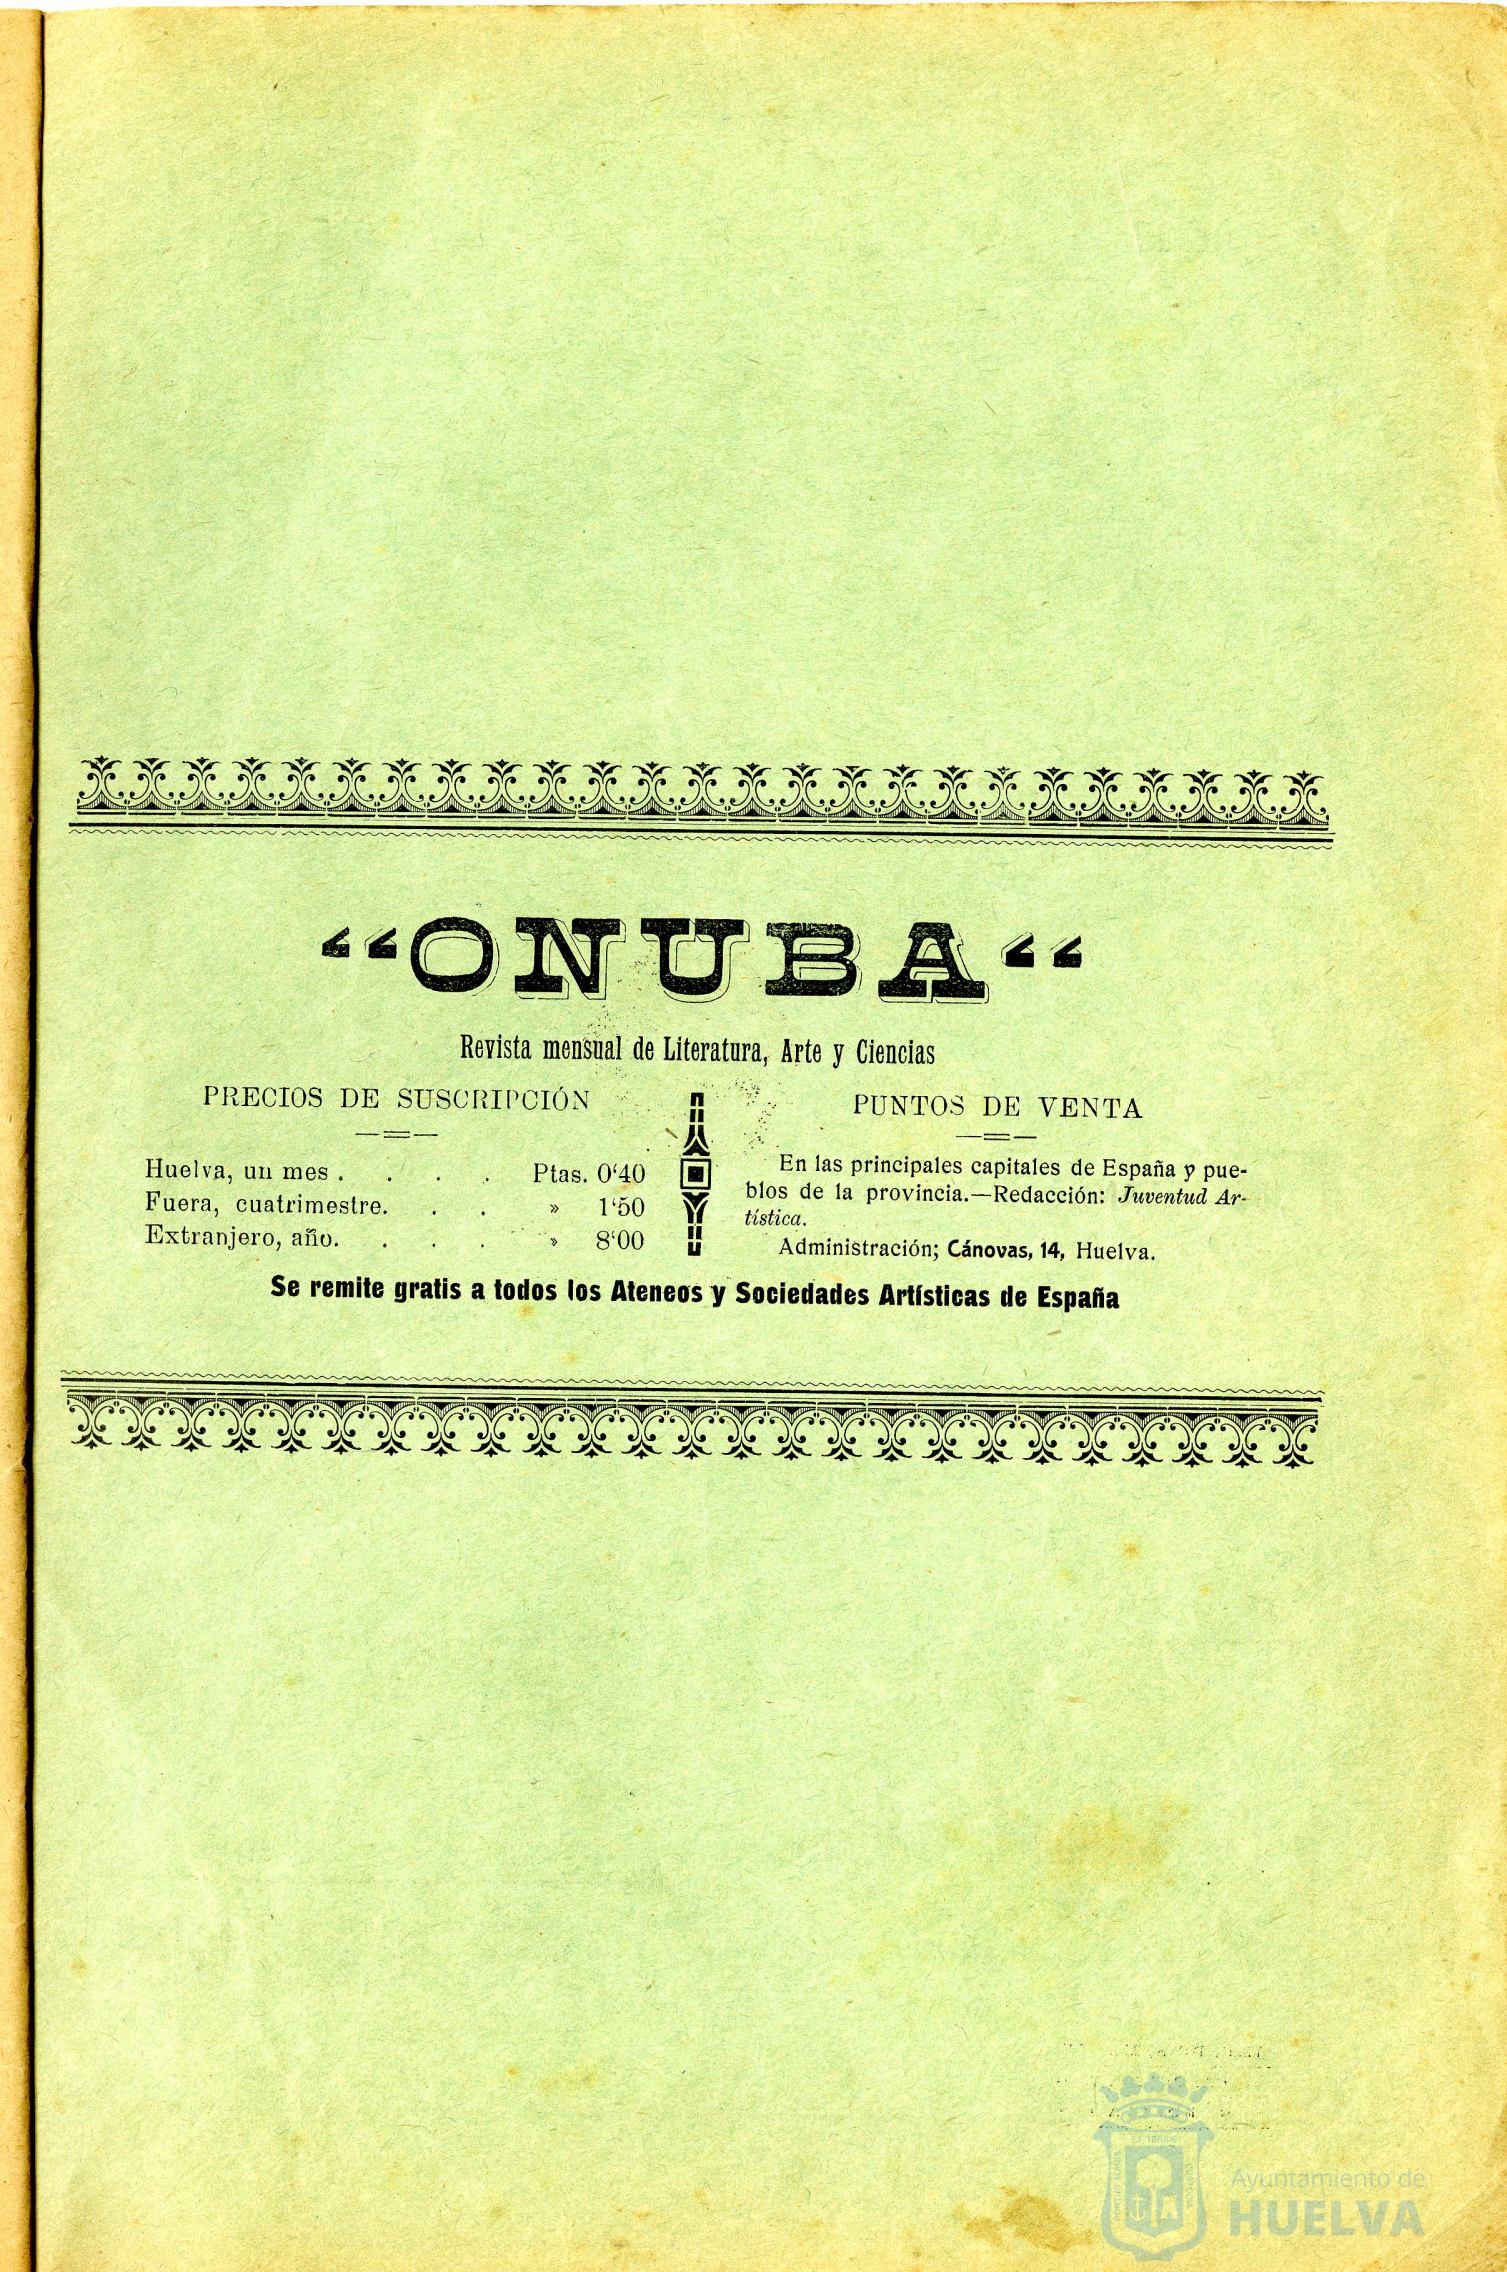 “ONUBA“
Revista mensual de Literatura, Arte y Ciencias
PRECIOS DE SUSCRIPCIÓN
Huelva, un mes . . . . Ptas. 0‘40
Fuera, cuatrimestre. . . » 1‘50
Extranjero, año. . . . » 8‘00
PUNTOS DE VENTA
En las principales capitales de España y pue-
blos de la provincia.—Redacción: Juventud Ar-
tística.
Administración; Cánovas, 14, Huelva.
Se remite gratis a todos los Ateneos y Sociedades Artísticas de España
Ayuntamiento de
HUELVA